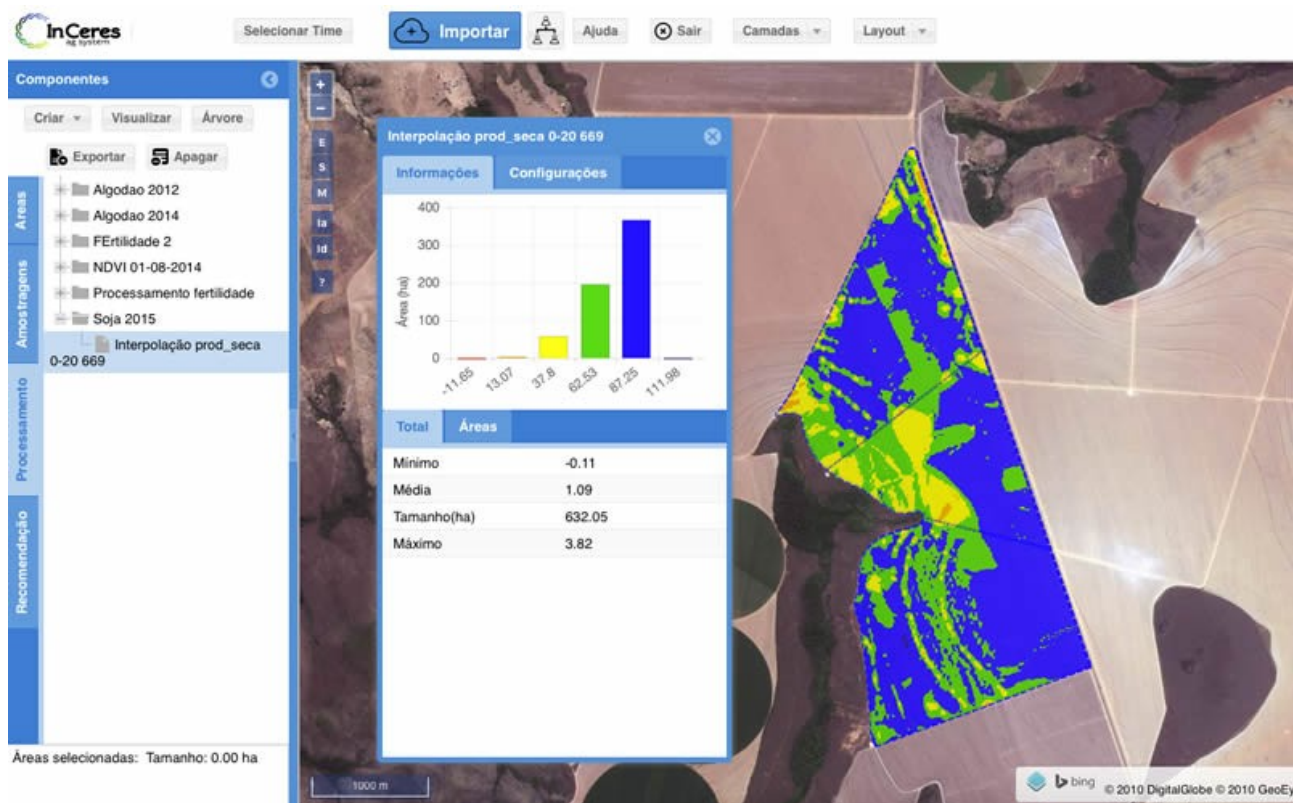 InCeres
ag system
Selecionar Time
Importar
Ajuda
Sair
Camadas
Layout
Componentes
Criar
Visualizar
Árvore
Exportar
Apagar
Áreas
Amostragens
Processamento
Recomendação
Algodao 2012
Algodao 2014
FErtilidade 2
NDVI 01-08-2014
Processamento fertilidade
Soja 2015
Interpolação prod_seca
0-20 669
Áreas selecionadas: Tamanho: 0.00 ha
+
−
E
S
M
Ia
Id
?
Interpolação prod_seca 0-20 669
Informações
Configurações
Área (ha)
400
300
200
100
0
-11.65
13.07
37.8
62.53
87.25
111.98
Total
Áreas
Mínimo -0.11
Média 1.09
Tamanho(ha) 632.05
Máximo 3.82
1000 m
bing
© 2010 DigitalGlobe © 2010 GeoEy